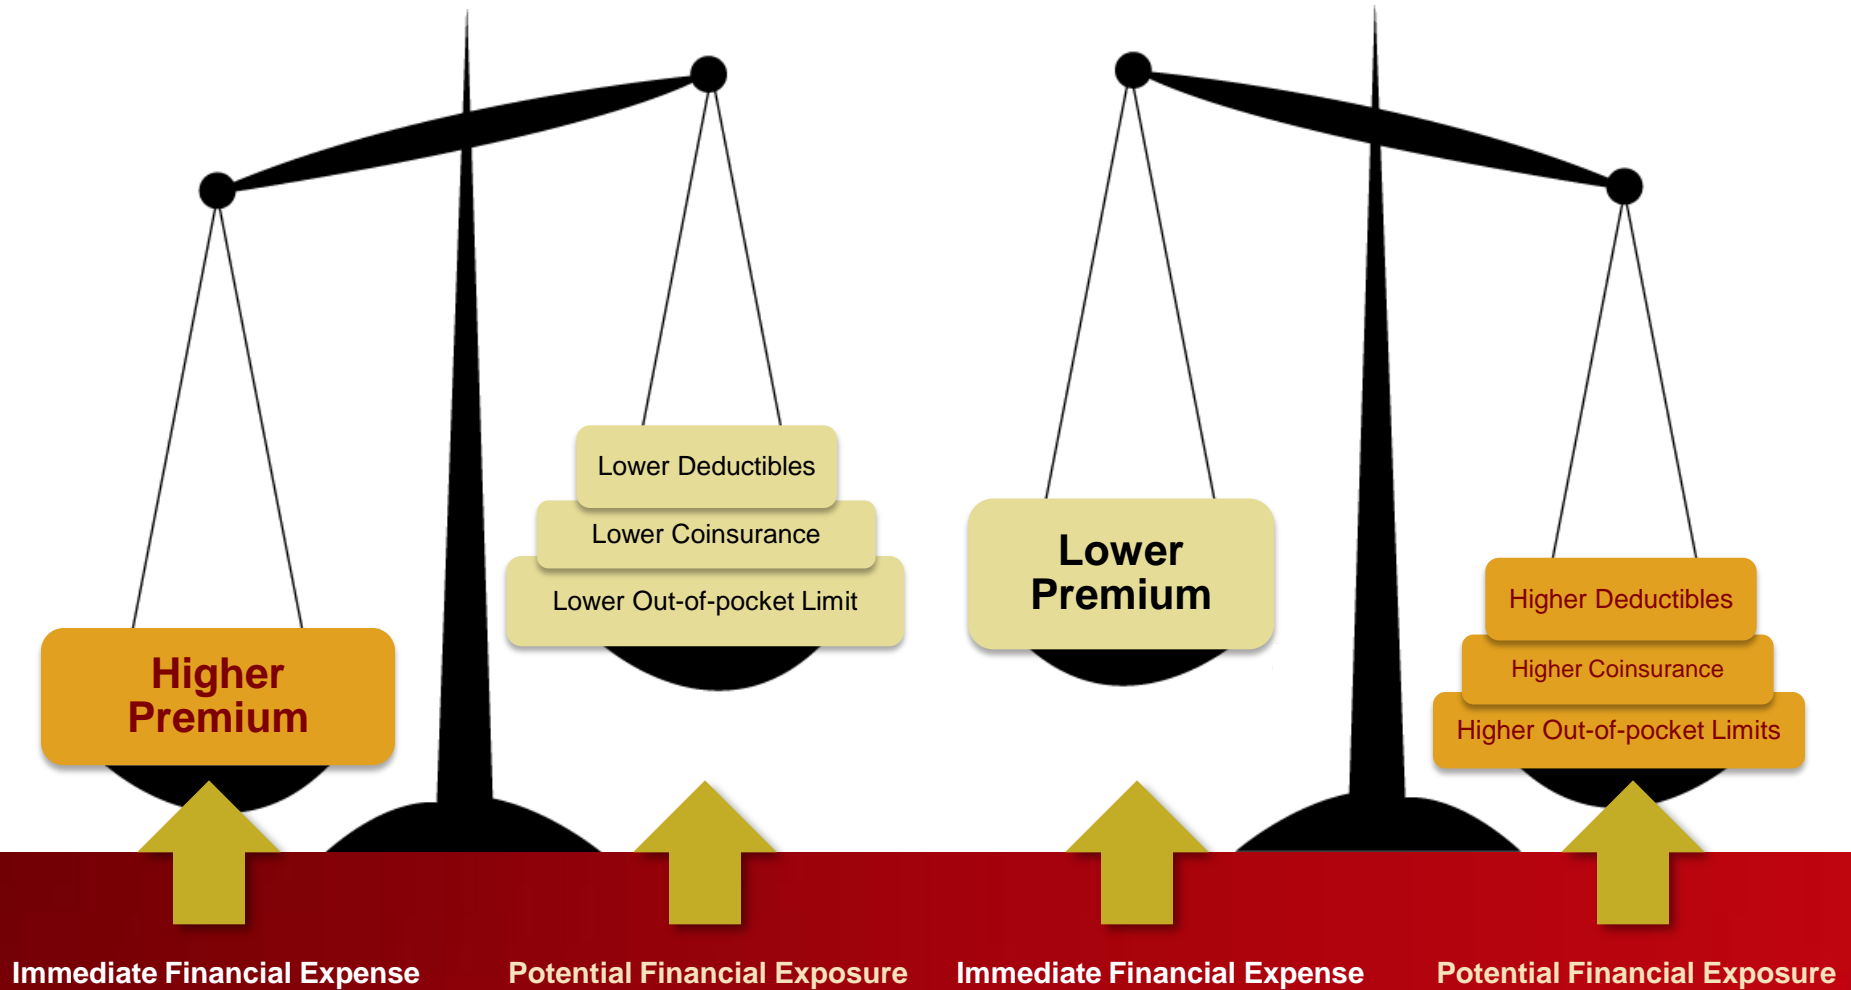 Lower Deductibles
Lower Coinsurance
Lower Out-of-pocket Limit
Higher
Premium
Lower
Premium
Higher Deductibles
Higher Coinsurance
Higher Out-of-pocket Limits
Immediate Financial Expense
Potential Financial Exposure
Immediate Financial Expense
Potential Financial Exposure